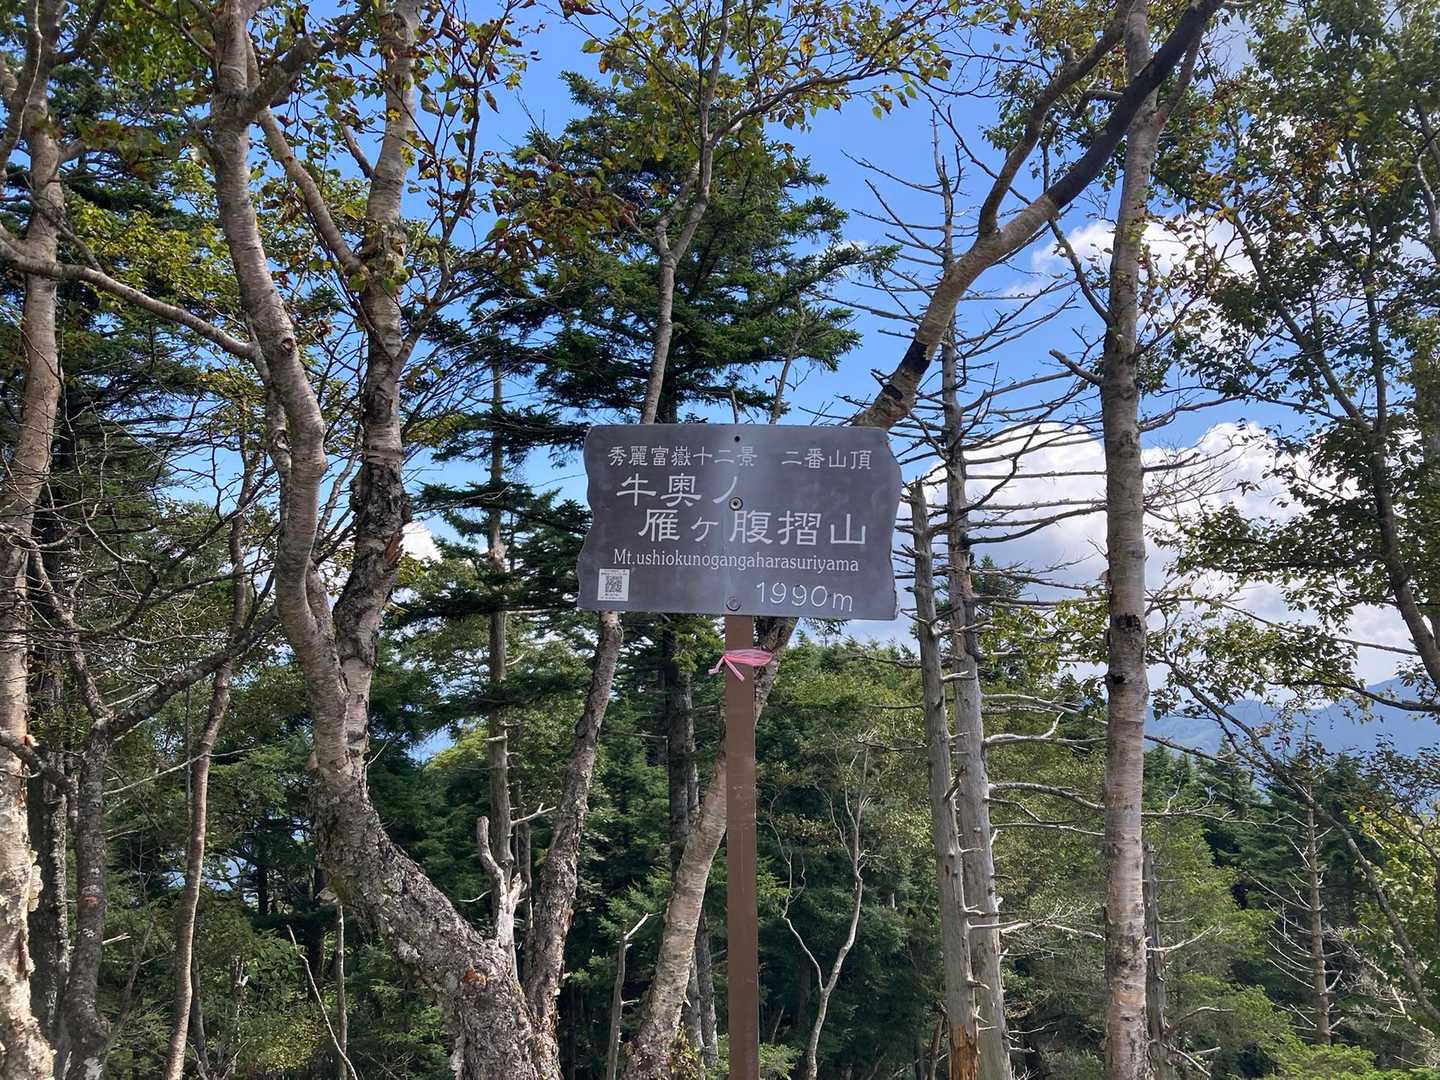 秀麗富嶽十二景　二番山頂
牛奥ノ
雁ヶ腹摺山
Mt.ushiokunogangaharasuriyama
1990m